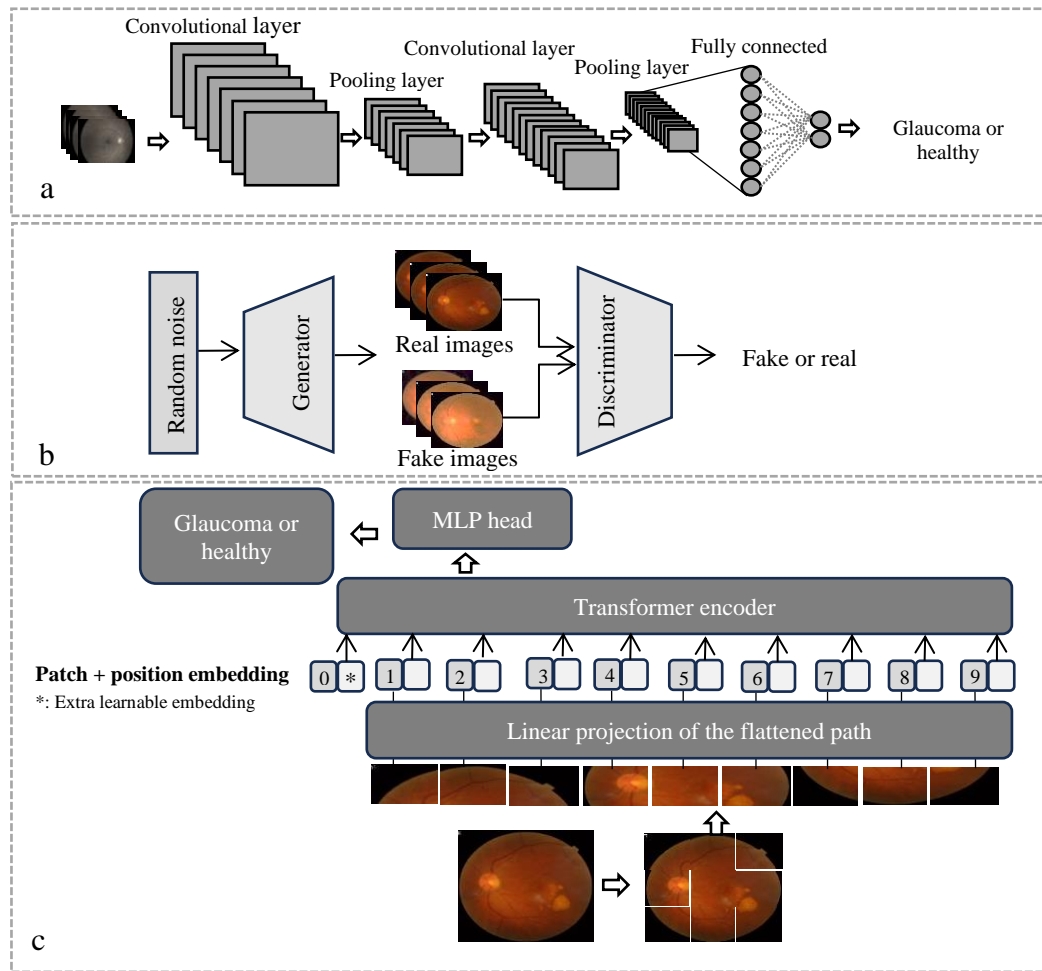 Convolutional layer
Pooling layer
Convolutional layer
Pooling layer
Fully connected
Glaucoma or
healthy
a
Random noise
Generator
Real images
Fake images
Discriminator
Fake or real
b
Glaucoma or
healthy
MLP head
Transformer encoder
Patch + position embedding
*: Extra learnable embedding
0 * 1 2 3 4 5 6 7 8 9
Linear projection of the flattened path
c